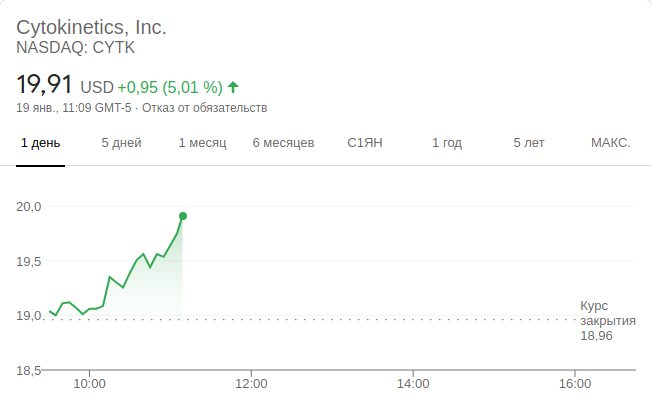 Cytokinetics, Inc.
NASDAQ: CYTK
19,91 USD +0,95 (5,01 %)
19 янв., 11:09 GMT-5 · Отказ от обязательств
1 день 5 дней 1 месяц 6 месяцев С1ЯН 1 год 5 лет МАКС.
20,0
19,5
19,0
18,5
Курс
закрытия
18,96
10:00 12:00 14:00 16:00